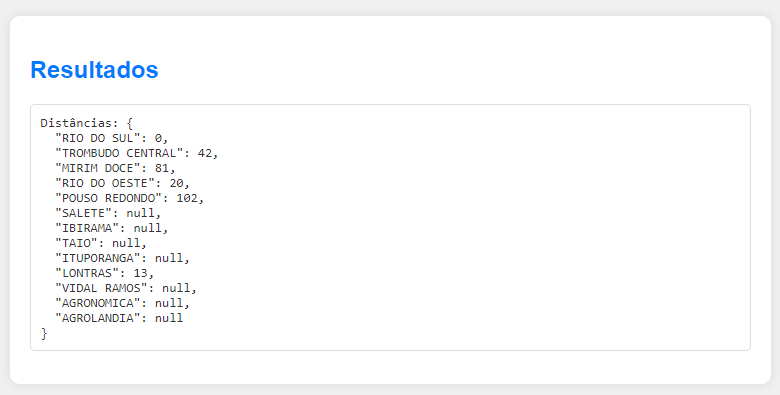 Resultados
Distâncias: {
"RIO DO SUL": 0,
"TROMBUDO CENTRAL": 42,
"MIRIM DOCE": 81,
"RIO DO OESTE": 20,
"POUSO REDONDO": 102,
"SALETE": null,
"IBIRAMA": null,
"TAIO": null,
"ITUPORANGA": null,
"LONTRAS": 13,
"VIDAL RAMOS": null,
"AGRONOMICA": null,
"AGROLANDIA": null
}